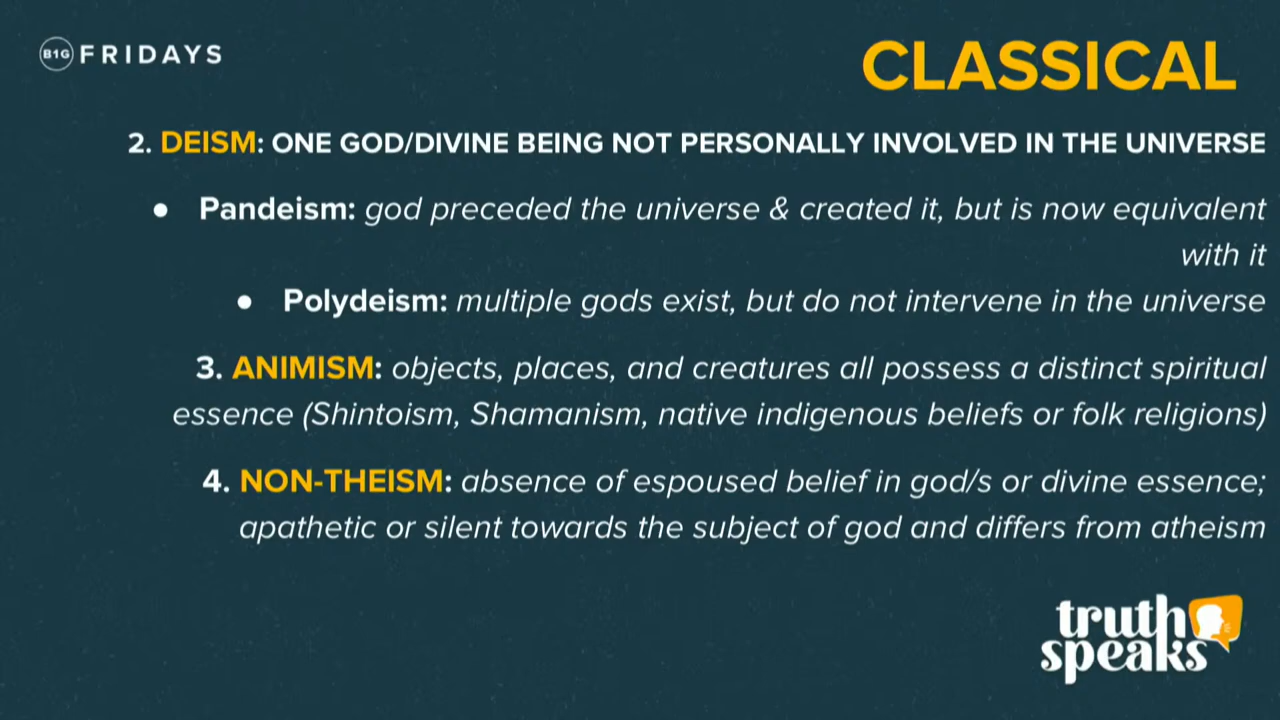 B1G FRIDAYS
CLASSICAL
2. DEISM: ONE GOD/DIVINE BEING NOT PERSONALLY INVOLVED IN THE UNIVERSE
● Pandeism: god preceded the universe & created it, but is now equivalent
with it
● Polydeism: multiple gods exist, but do not intervene in the universe
3. ANIMISM: objects, places, and creatures all possess a distinct spiritual
essence (Shintoism, Shamanism, native indigenous beliefs or folk religions)
4. NON-THEISM: absence of espoused belief in god/s or divine essence;
apathetic or silent towards the subject of god and differs from atheism
truth
speaks